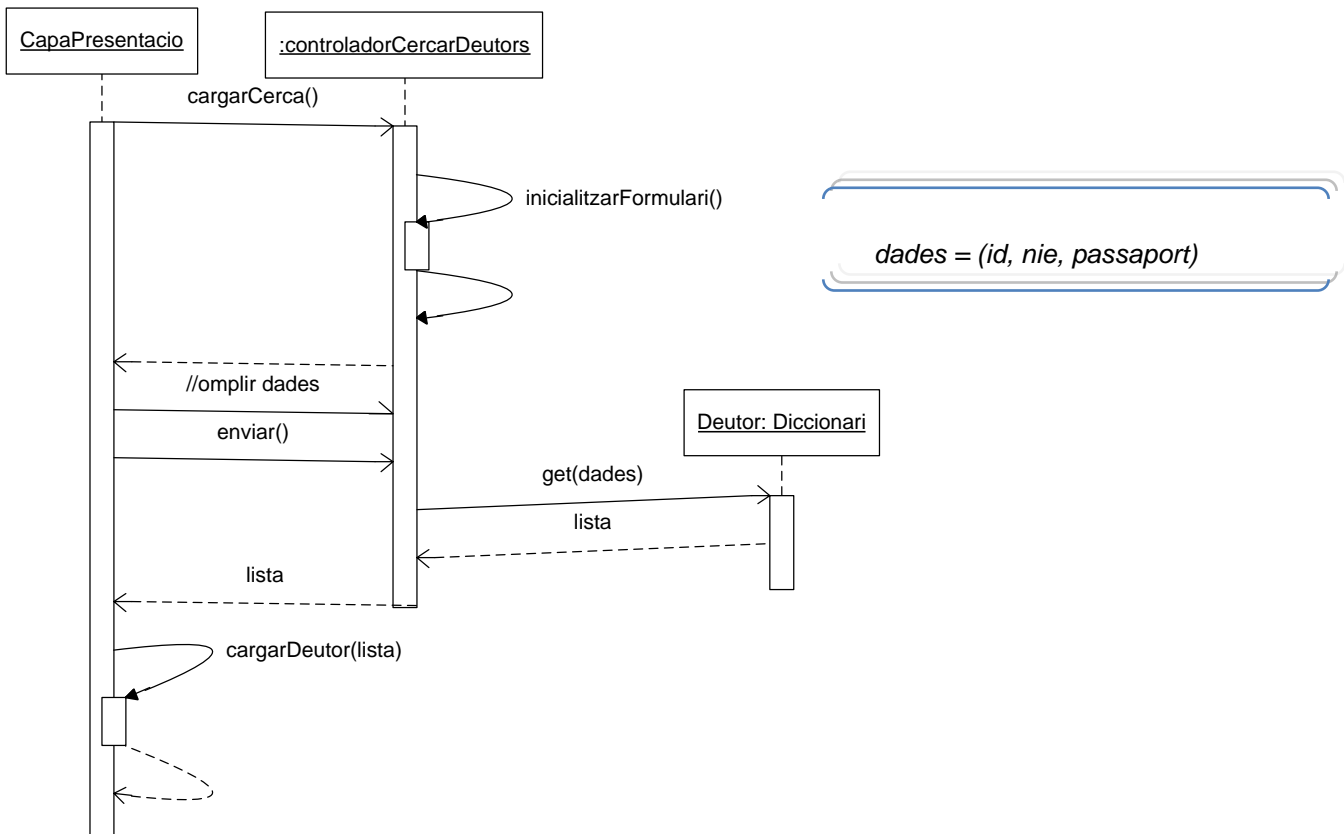 CapaPresentacio
:controladorCercarDeutors
cargarCerca()
inicialitzarFormulari()
dades = (id, nie, passaport)
//omplir dades
enviar()
Deutor: Diccionari
get(dades)
lista
lista
cargarDeutor(lista)